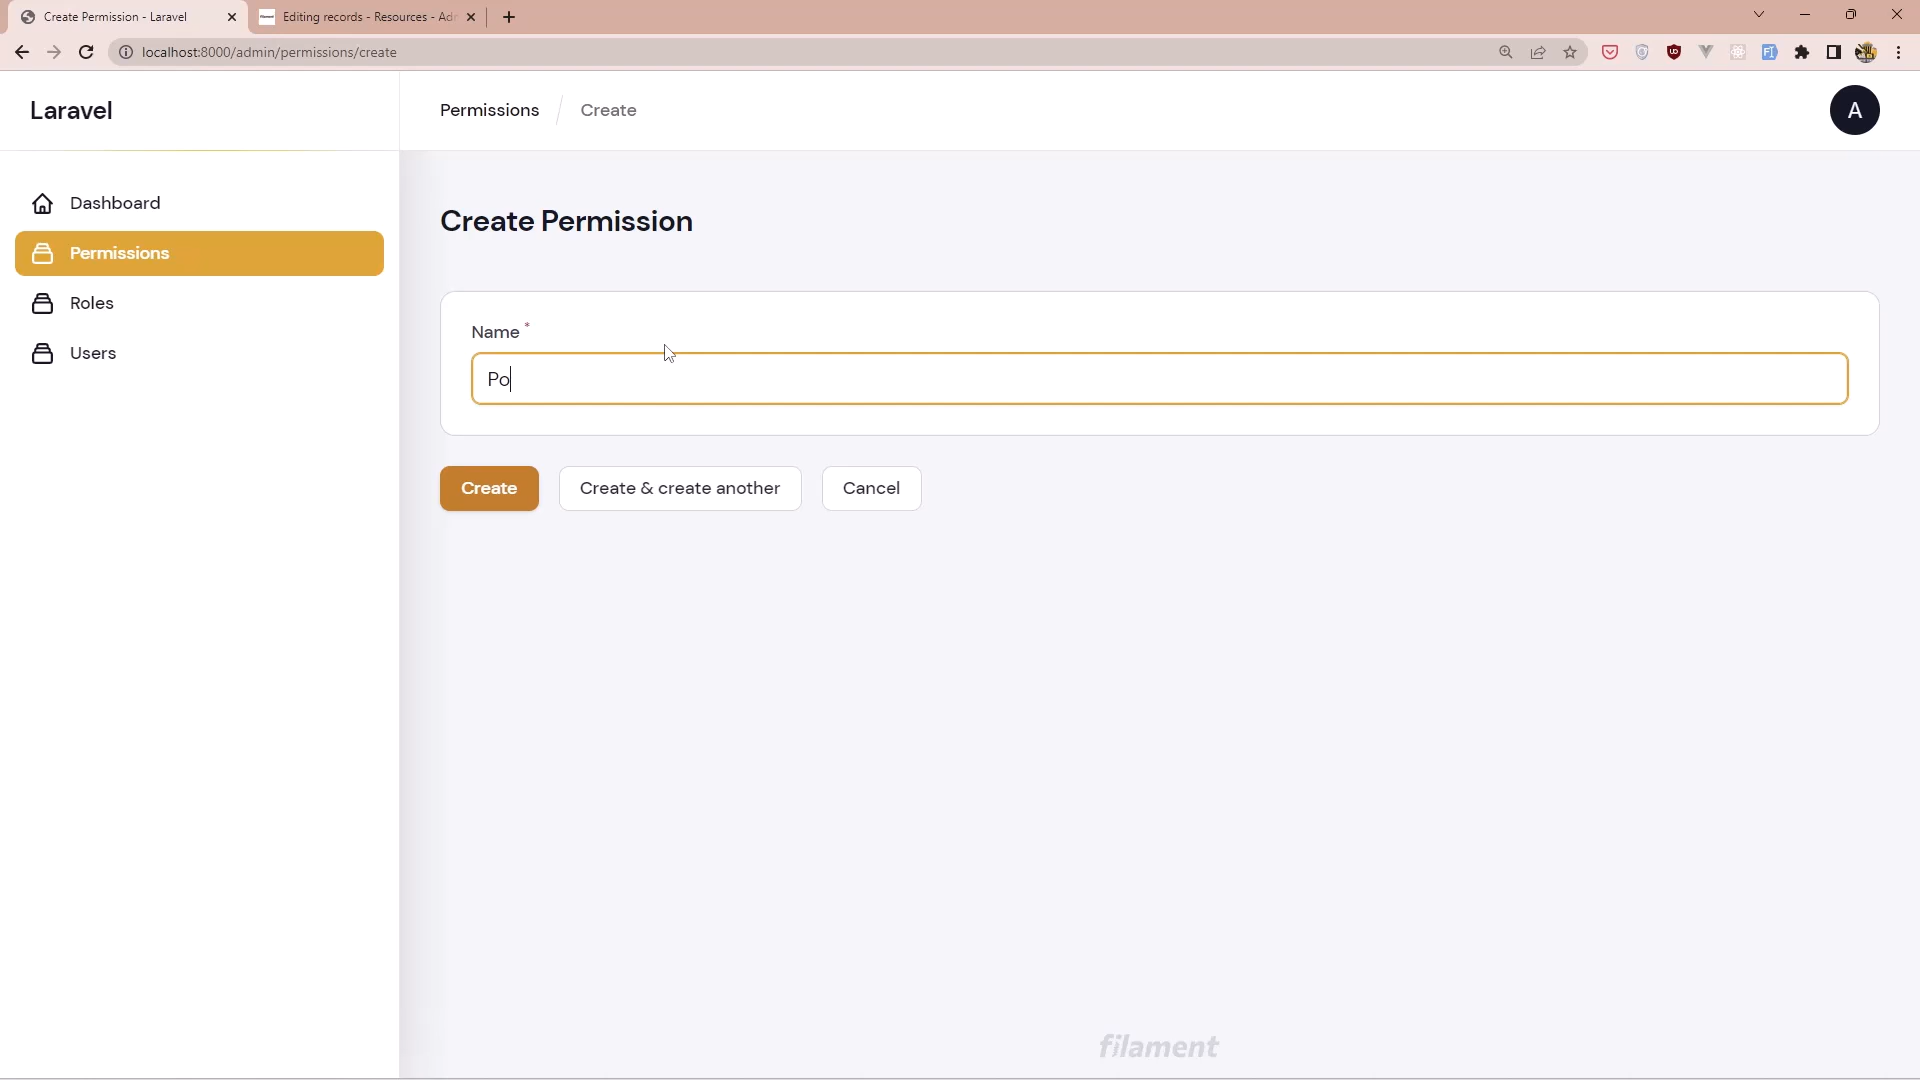 Create Permission - Laravel
Editing records - Resources - Adm
localhost:8000/admin/permissions/create
Laravel
Permissions
Create
A
Dashboard
Permissions
Roles
Users
Create Permission
Name *
Po
Create
Create & create another
Cancel
filament